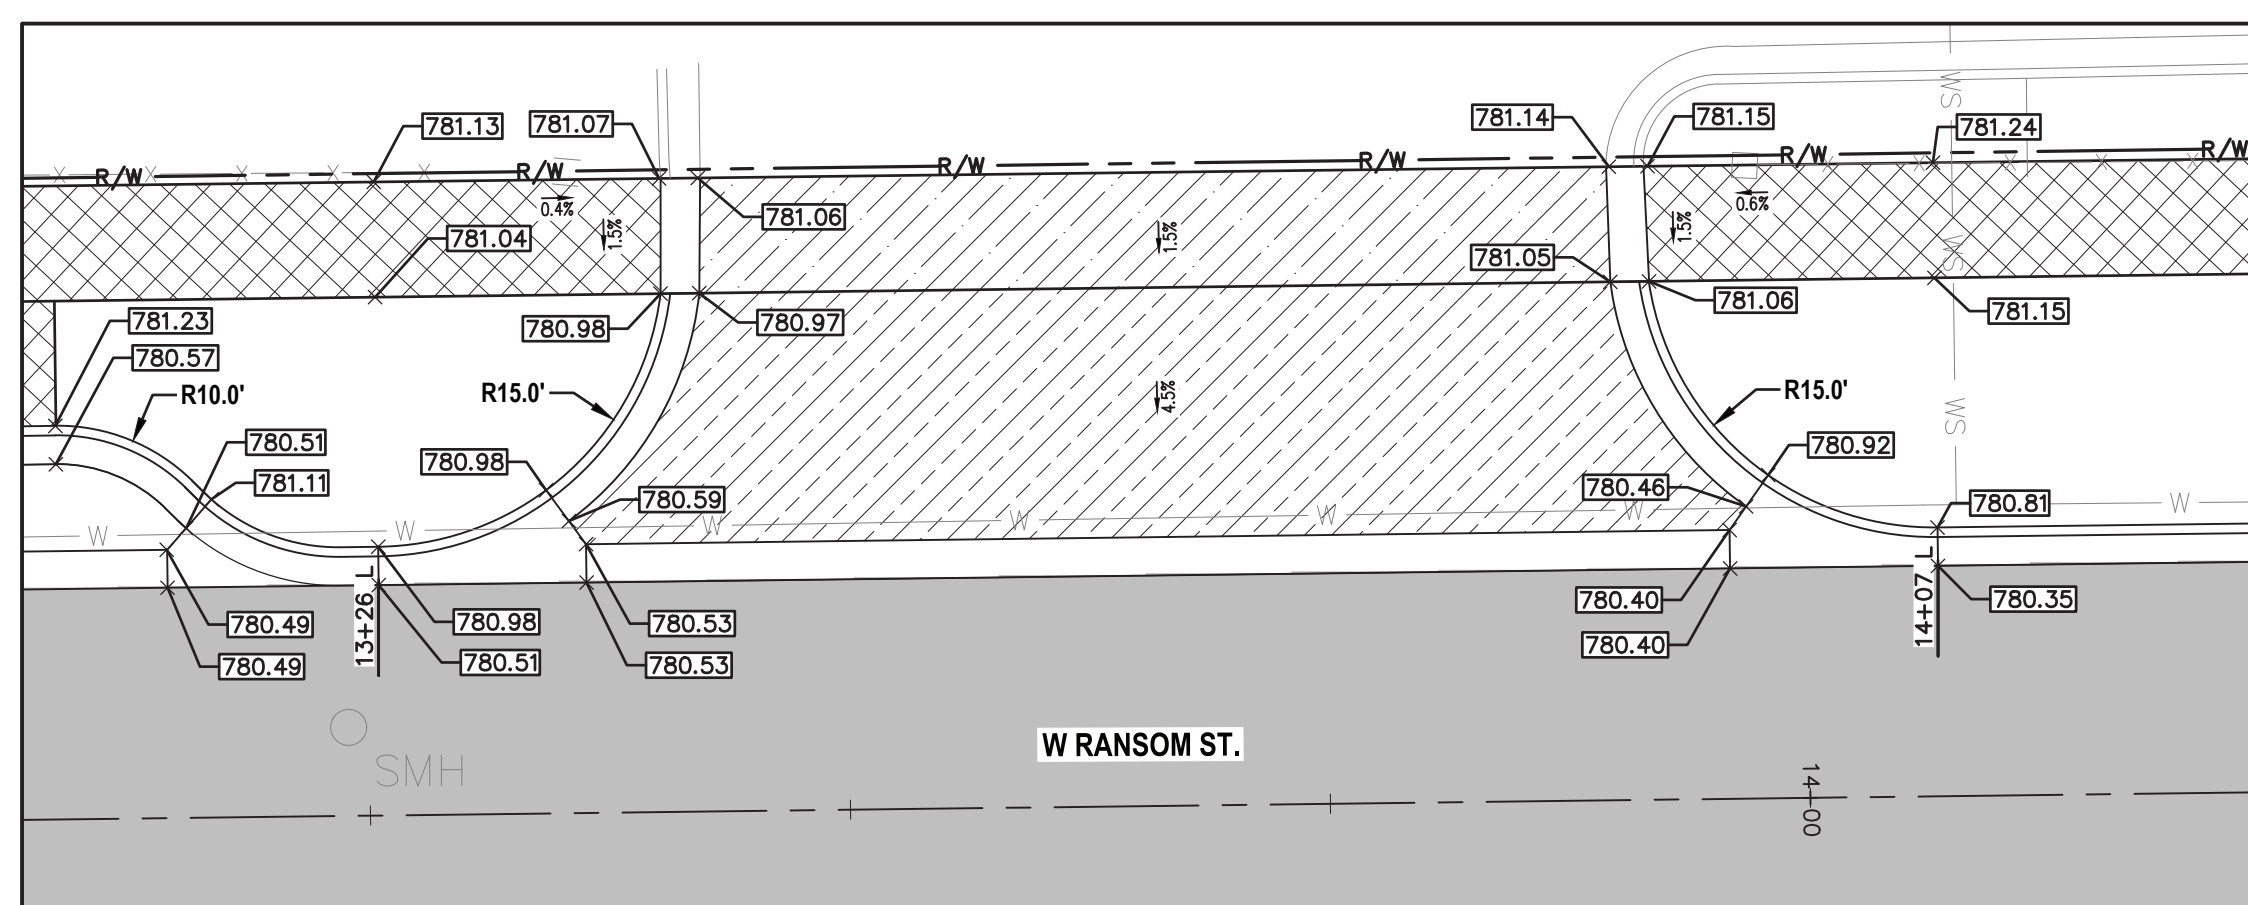 WS
781.13
781.07
781.14
781.15
781.24
R/W
R/W
R/W
R/W
R/W
R/W
X
X
X
X
X
X
X
X
X
0.4%
1.5%
781.06
1.5%
0.6%
1.5%
781.04
781.05
WS
781.23
780.98
780.97
781.06
781.15
780.57
R10.0'
R15.0'
4.5%
R15.0'
WS
780.51
780.98
780.92
781.11
780.59
780.46
780.81
W
W
W
W
W
W
W
13+26 L
14+07 L
780.49
780.98
780.53
780.40
780.35
780.49
780.51
780.53
780.40
SMH
W RANSOM ST.
14+00